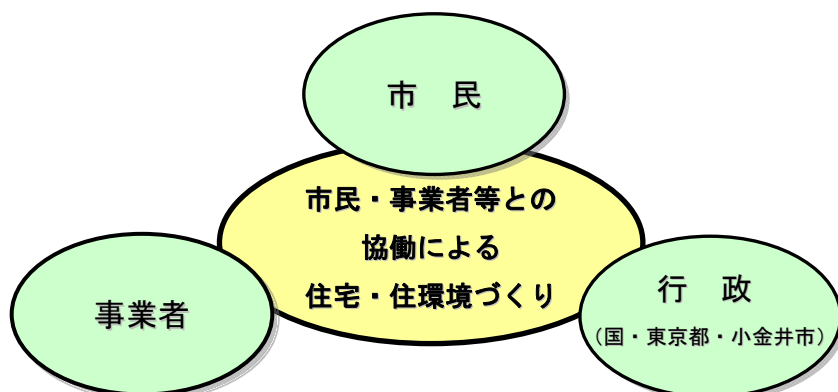 市　民
市民・事業者等との
協働による
住宅・住環境づくり
事業者
行　政
（国・東京都・小金井市）